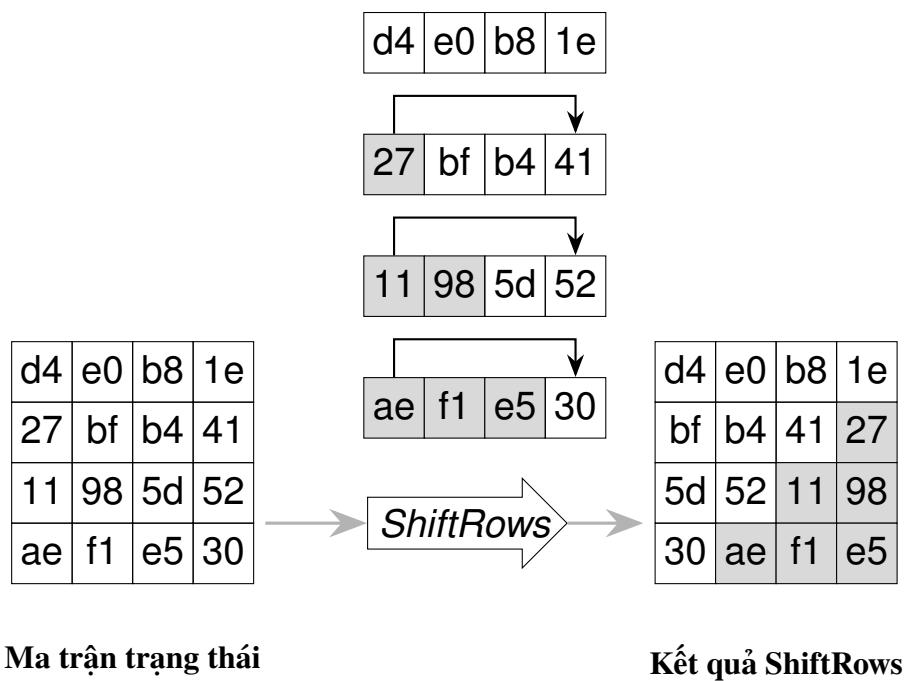 d4 e0 b8 1e
27 bf b4 41
11 98 5d 52
ae f1 e5 30
d4 e0 b8 1e
27 bf b4 41
11 98 5d 52
ae f1 e5 30
ShiftRows
d4 e0 b8 1e
bf b4 41 27
5d 52 11 98
30 ae f1 e5
Ma trận trạng thái
Kết quả ShiftRows